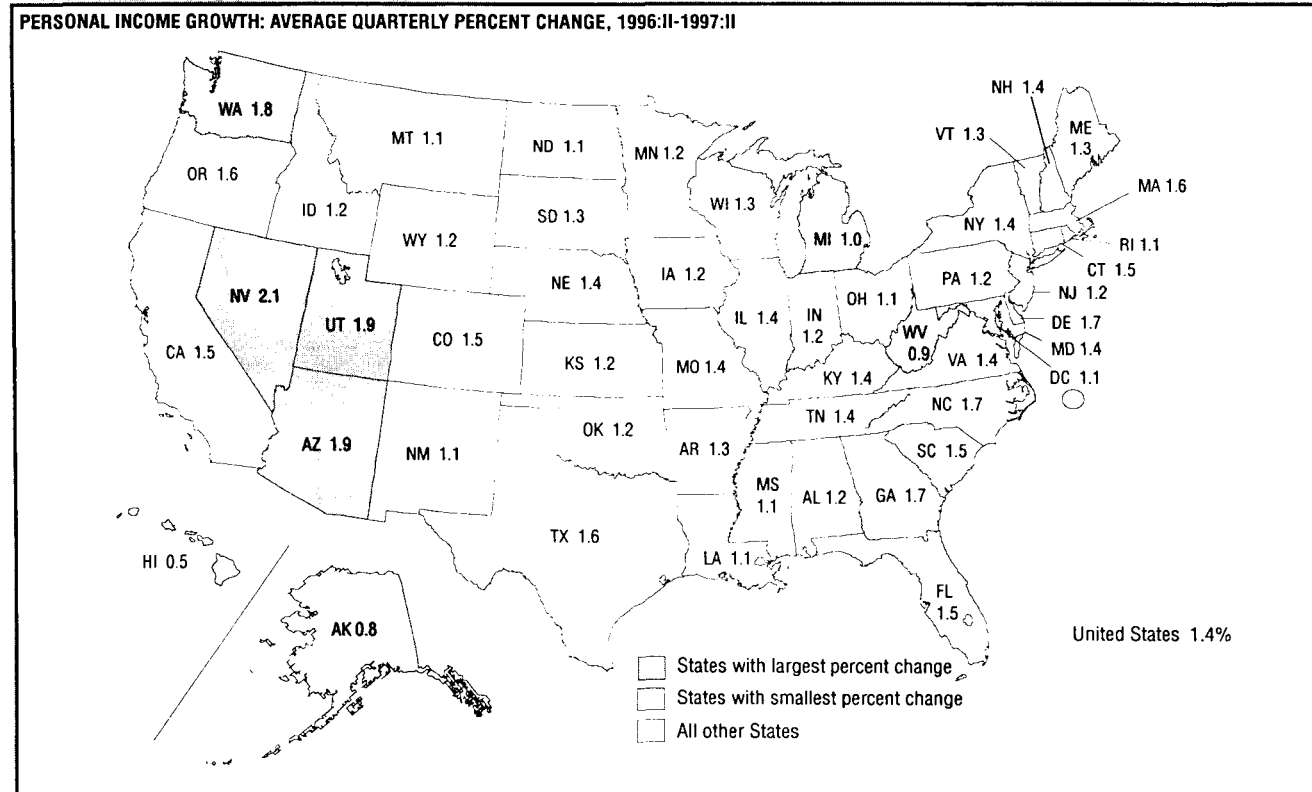 PERSONAL INCOME GROWTH: AVERAGE QUARTERLY PERCENT CHANGE, 1996:II-1997:II
WA 1.8
MT 1.1
ND 1.1
MN 1.2
NH 1.4
VT 1.3
ME
1.3
OR 1.6
ID 1.2
SD 1.3
WI 1.3
MA 1.6
WY 1.2
MI 1.0
NY 1.4
RI 1.1
CT 1.5
NV 2.1
UT 1.9
NE 1.4
IA 1.2
PA 1.2
NJ 1.2
OH 1.1
IL 1.4
IN
1.2
DE 1.7
CA 1.5
CO 1.5
KS 1.2
MO 1.4
WV
0.9
MD 1.4
VA 1.4
KY 1.4
DC 1.1
AZ 1.9
NM 1.1
OK 1.2
AR 1.3
TN 1.4
NC 1.7
SC 1.5
MS
1.1
AL 1.2
GA 1.7
TX 1.6
LA 1.1
HI 0.5
FL
1.5
AK 0.8
United States 1.4%
States with largest percent change
States with smallest percent change
All other States